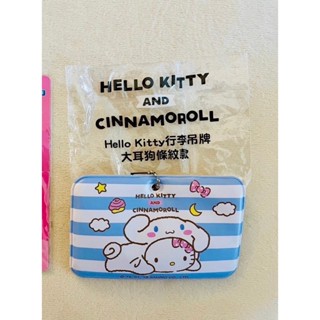 HELLO KITTY
AND
CINNAMOROLL
Hello Kitty行李吊牌
大耳狗條紋款
HELLO KITTY
AND
CINNAMOROLL